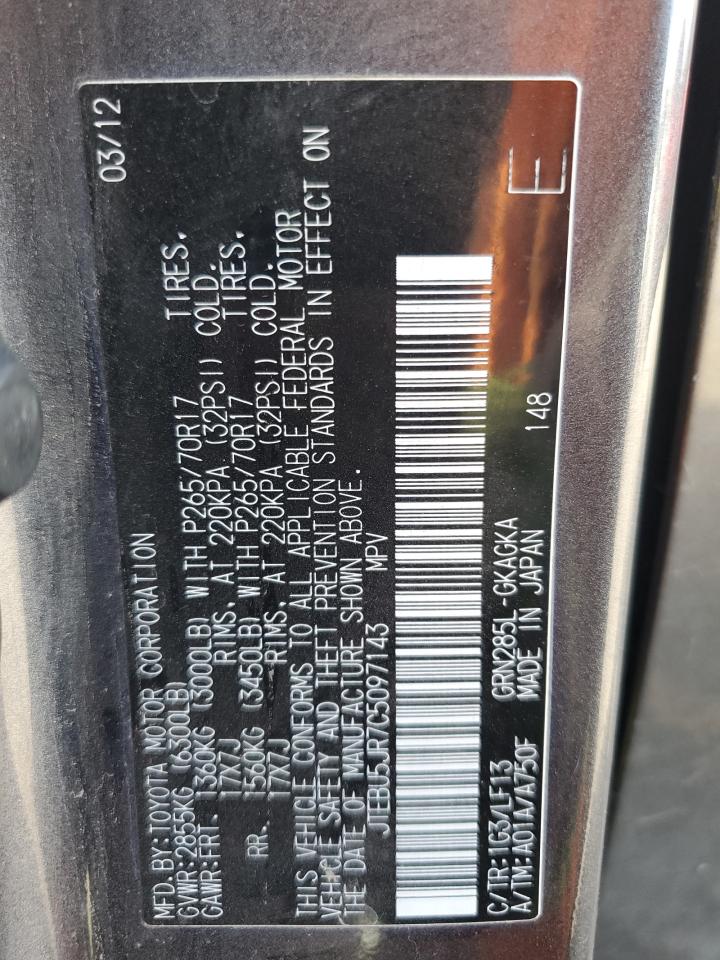 MFD.BY:TOYOTA MOTOR CORPORATION 03/12
GVWR:2855KG (6300LB)
GAWR:FRT. 1360KG (3000LB) WITH P265/70R17 TIRES.
17X7J RIMS, AT 220KPA (32PSI) COLD.
RR. 1560KG (3450LB) WITH P265/70R17 TIRES.
17X7J RIMS, AT 220KPA (32PSI) COLD.
THIS VEHICLE CONFORMS TO ALL APPLICABLE FEDERAL MOTOR
VEHICLE SAFETY AND THEFT PREVENTION STANDARDS IN EFFECT ON
THE DATE OF MANUFACTURE SHOWN ABOVE.
JTEBU5JR7C5097143 MPV
C/TR:1G3/LF13 GRN285L-GKAGKA 148
A/TM:A01A/A750F MADE IN JAPAN E